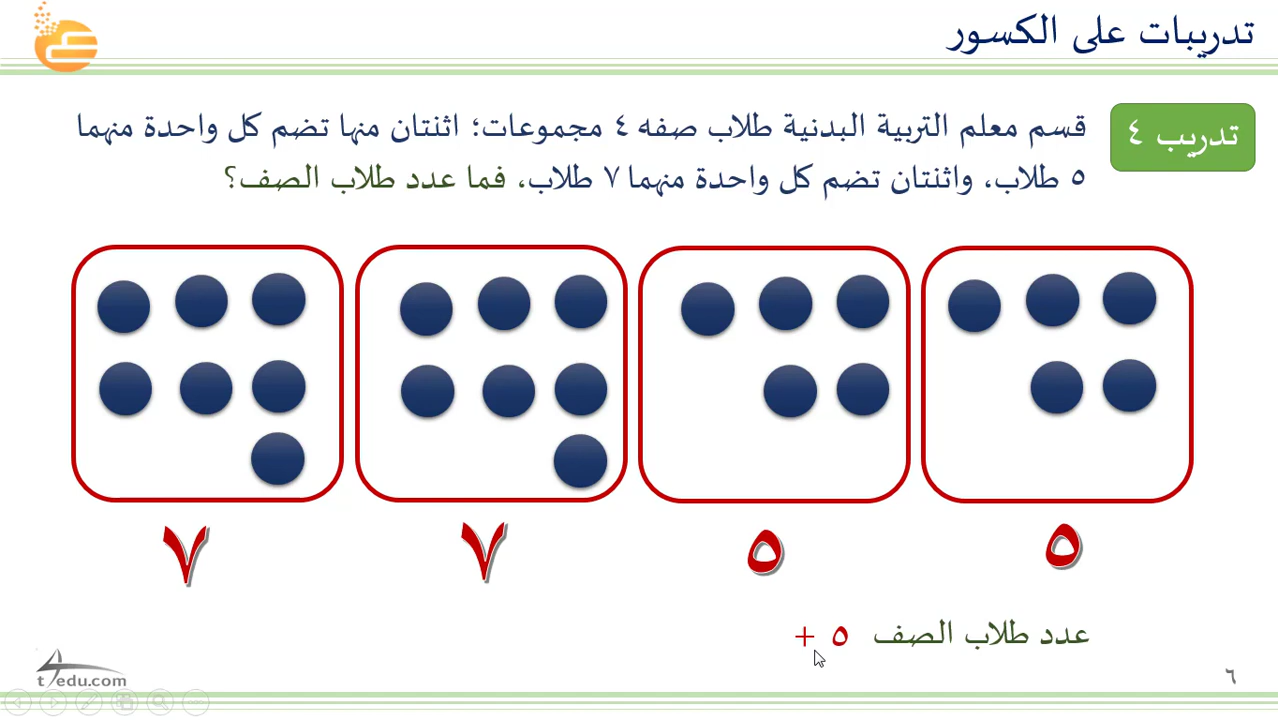 تدريبات على الكسور
تدريب ٤
قسم معلم التربية البدنية طلاب صفه ٤ مجموعات؛ اثنتان منها تضم كل واحدة منهما
٥ طلاب، واثنتان تضم كل واحدة منهما ٧ طلاب، فما عدد طلاب الصف؟
٥ ٥ ٧ ٧
عدد طلاب الصف ٥ +
t4edu.com
٦